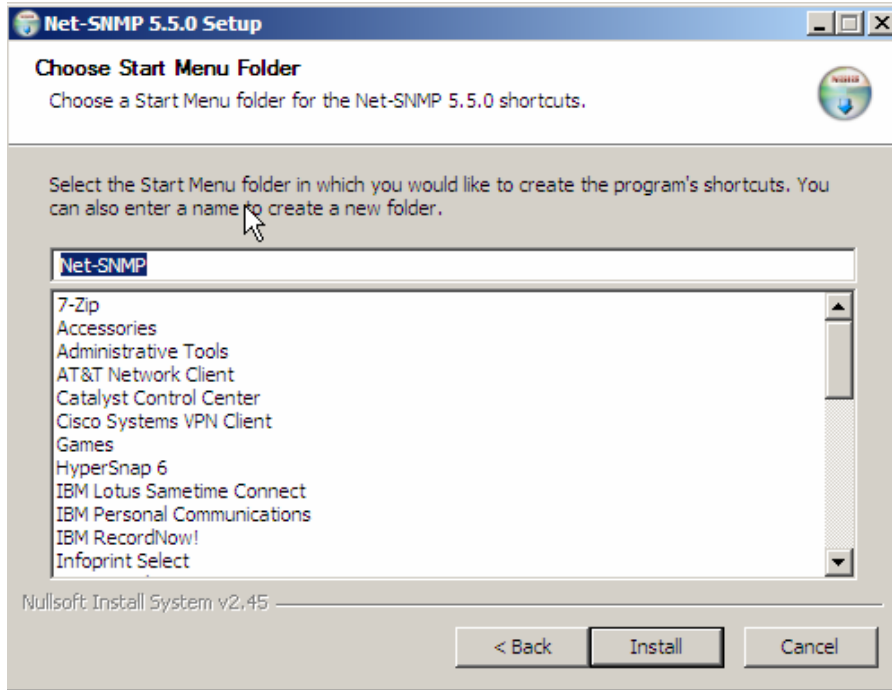 Net-SNMP 5.5.0 Setup
Choose Start Menu Folder
Choose a Start Menu folder for the Net-SNMP 5.5.0 shortcuts.
Select the Start Menu folder in which you would like to create the program's shortcuts. You
can also enter a name to create a new folder.
Net-SNMP
7-Zip
Accessories
Administrative Tools
AT&T Network Client
Catalyst Control Center
Cisco Systems VPN Client
Games
HyperSnap 6
IBM Lotus Sametime Connect
IBM Personal Communications
IBM RecordNow!
Infoprint Select
Nullsoft Install System v2.45
< Back
Install
Cancel